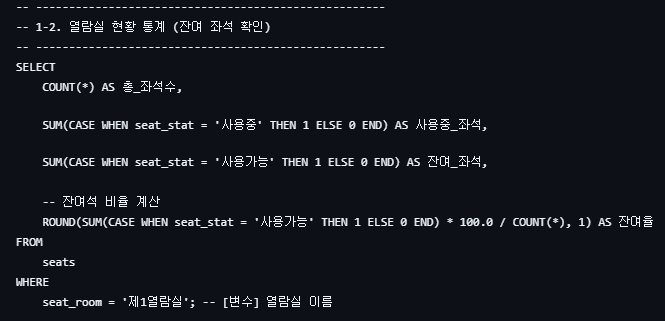 -- --------------------------------------------------
-- 1-2. 열람실 현황 통계 (잔여 좌석 확인)
-- --------------------------------------------------
SELECT
    COUNT(*) AS 총_좌석수,
    SUM(CASE WHEN seat_stat = '사용중' THEN 1 ELSE 0 END) AS 사용중_좌석,
    SUM(CASE WHEN seat_stat = '사용가능' THEN 1 ELSE 0 END) AS 잔여_좌석,
    -- 잔여석 비율 계산
    ROUND(SUM(CASE WHEN seat_stat = '사용가능' THEN 1 ELSE 0 END) * 100.0 / COUNT(*), 1) AS 잔여율
FROM
    seats
WHERE
    seat_room = '제1열람실'; -- [변수] 열람실 이름